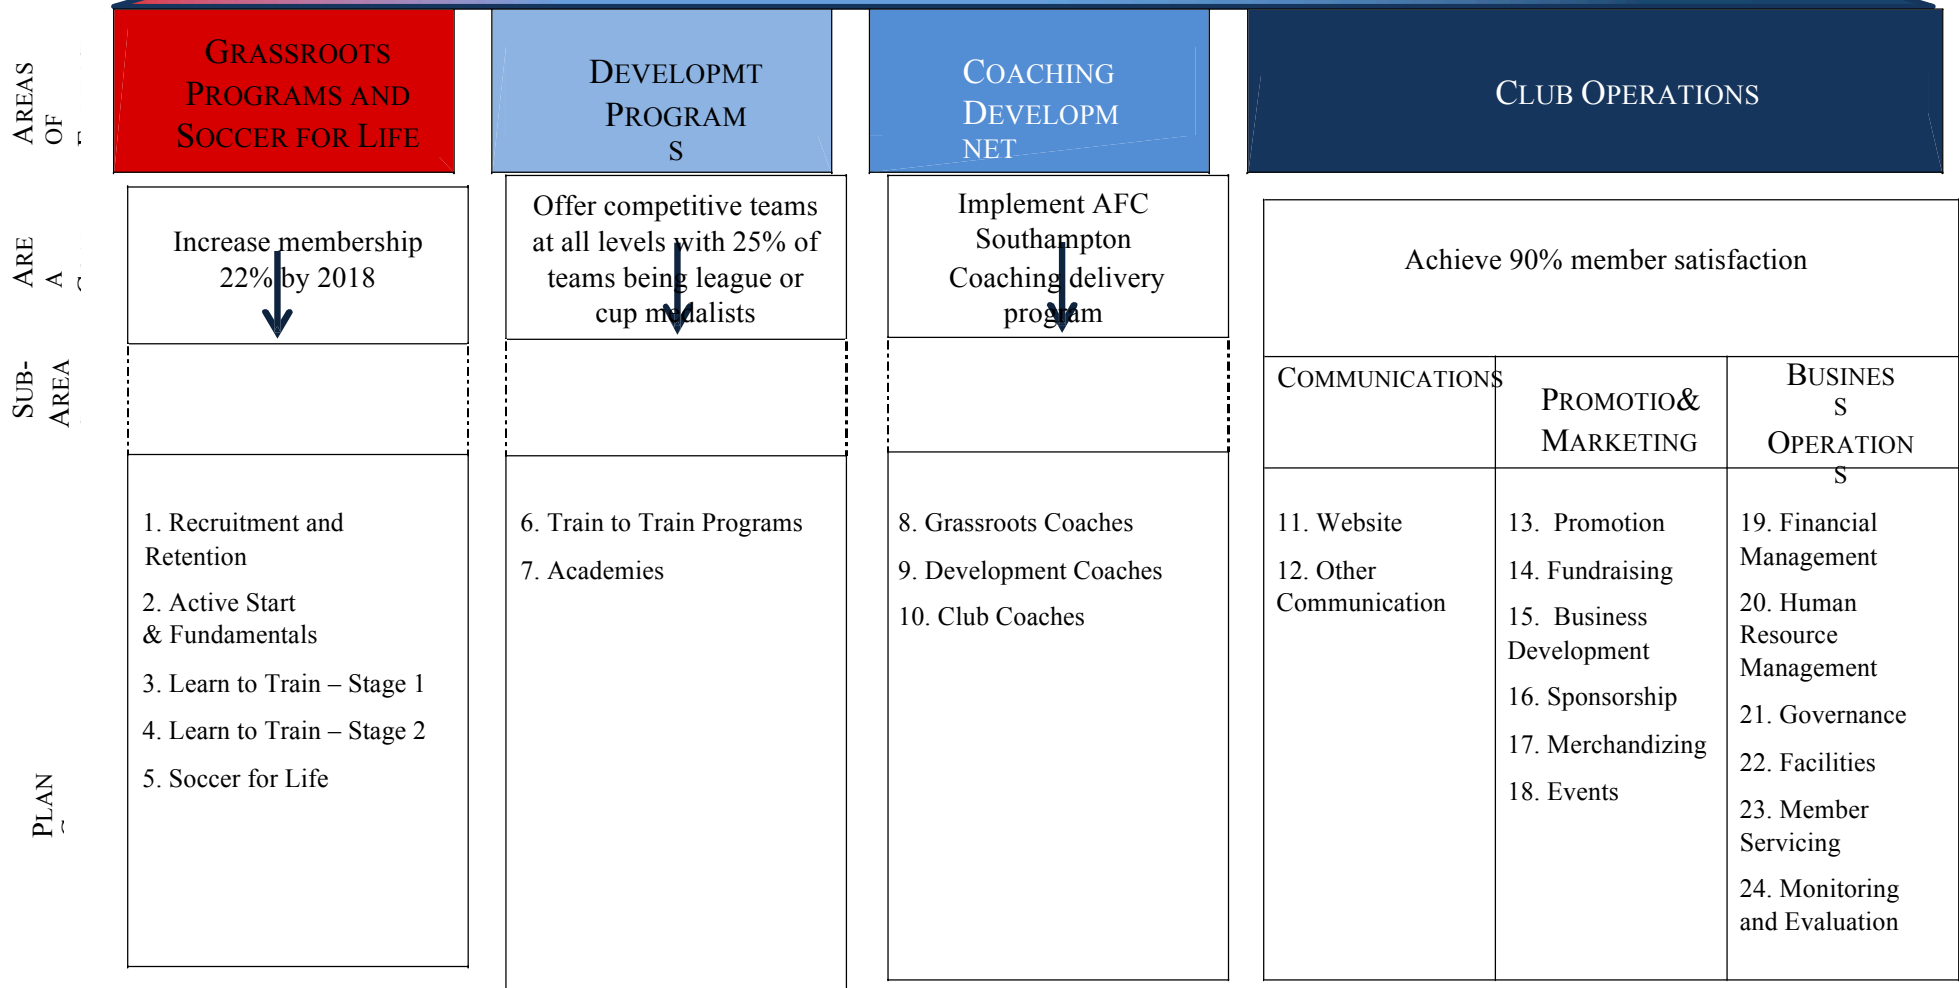 AREAS
OF
GRASSROOTS
PROGRAMS AND
SOCCER FOR LIFE
DEVELOPMT
PROGRAM
S
COACHING
DEVELOPM
NET
CLUB OPERATIONS
ARE
A
Increase membership
22% by 2018
Offer competitive teams
at all levels with 25% of
teams being league or
cup medalists
Implement AFC
Southampton
Coaching delivery
program
Achieve 90% member satisfaction
SUB-
AREA
COMMUNICATIONS
PROMOTIO&
MARKETING
BUSINES
S
OPERATION
S
PLAN
1. Recruitment and
Retention
2. Active Start
& Fundamentals
3. Learn to Train – Stage 1
4. Learn to Train – Stage 2
5. Soccer for Life
6. Train to Train Programs
7. Academies
8. Grassroots Coaches
9. Development Coaches
10. Club Coaches
11. Website
12. Other
Communication
13. Promotion
14. Fundraising
15. Business
Development
16. Sponsorship
17. Merchandizing
18. Events
19. Financial
Management
20. Human
Resource
Management
21. Governance
22. Facilities
23. Member
Servicing
24. Monitoring
and Evaluation